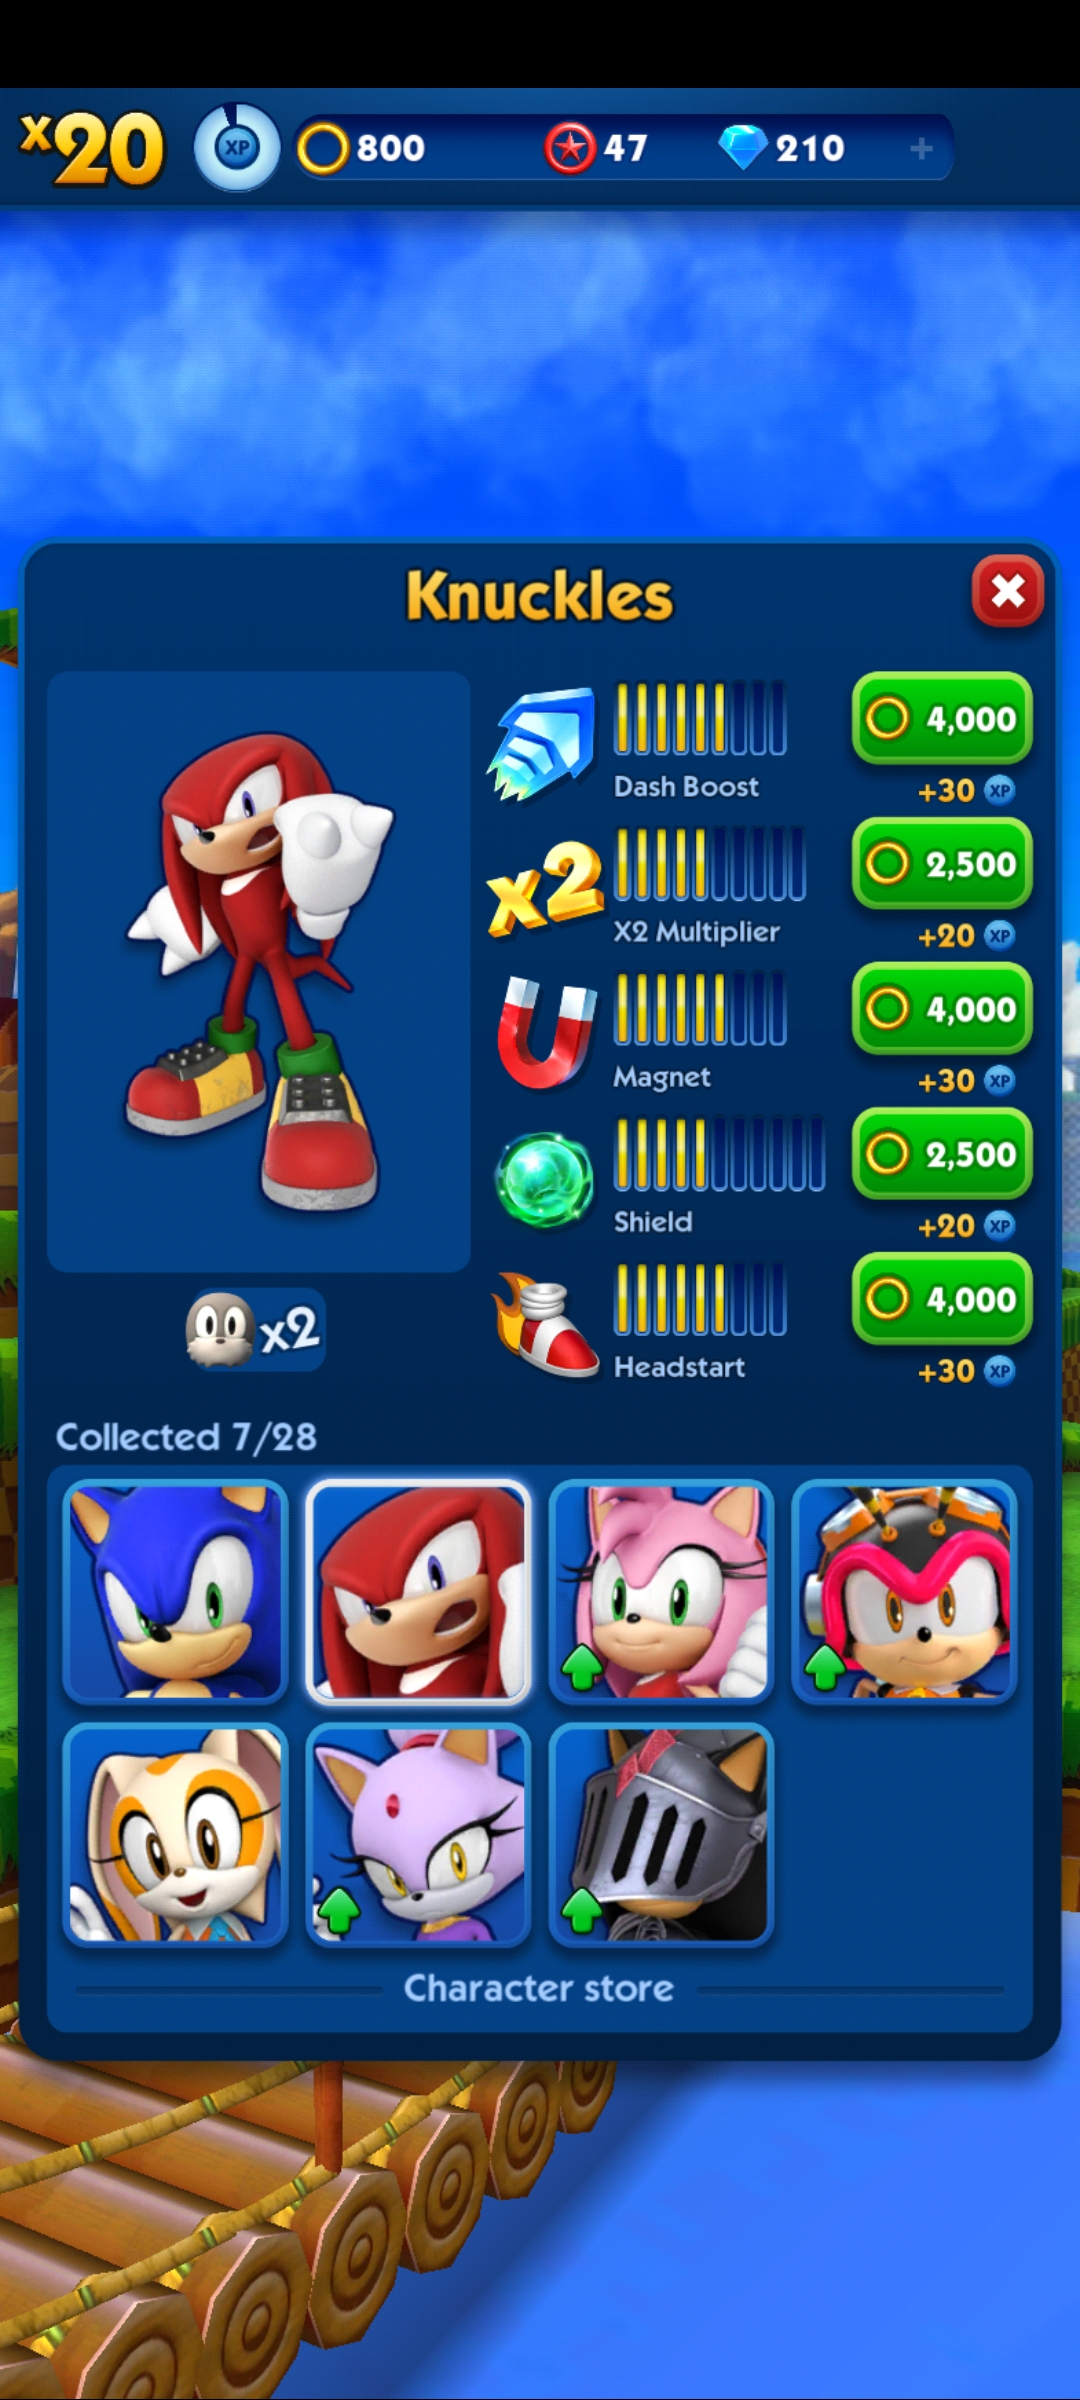 x20 XP 800 47 210 +
Knuckles
4,000
Dash Boost
+30 XP
x2
2,500
X2 Multiplier
+20 XP
4,000
Magnet
+30 XP
2,500
Shield
+20 XP
4,000
Headstart
+30 XP
x2
Collected 7/28
Character store